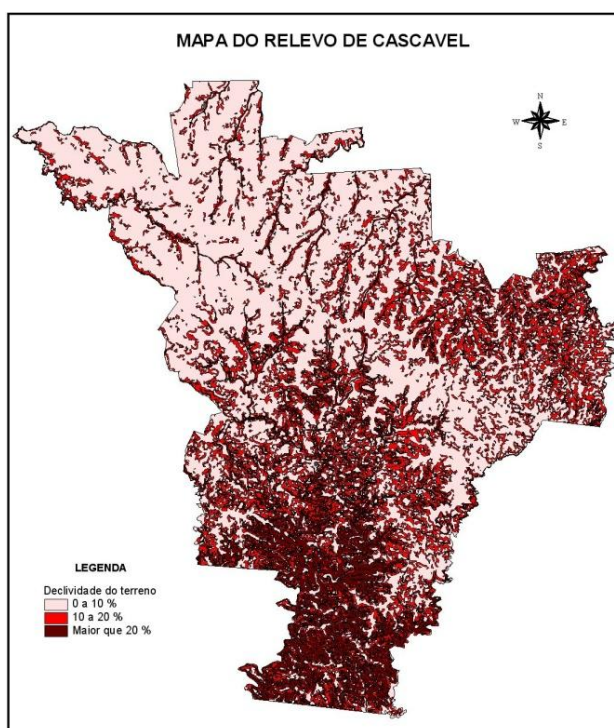 MAPA DO RELEVO DE CASCAVEL
N
W E
S
LEGENDA
Declividade do terreno
0 a 10 %
10 a 20 %
Maior que 20 %